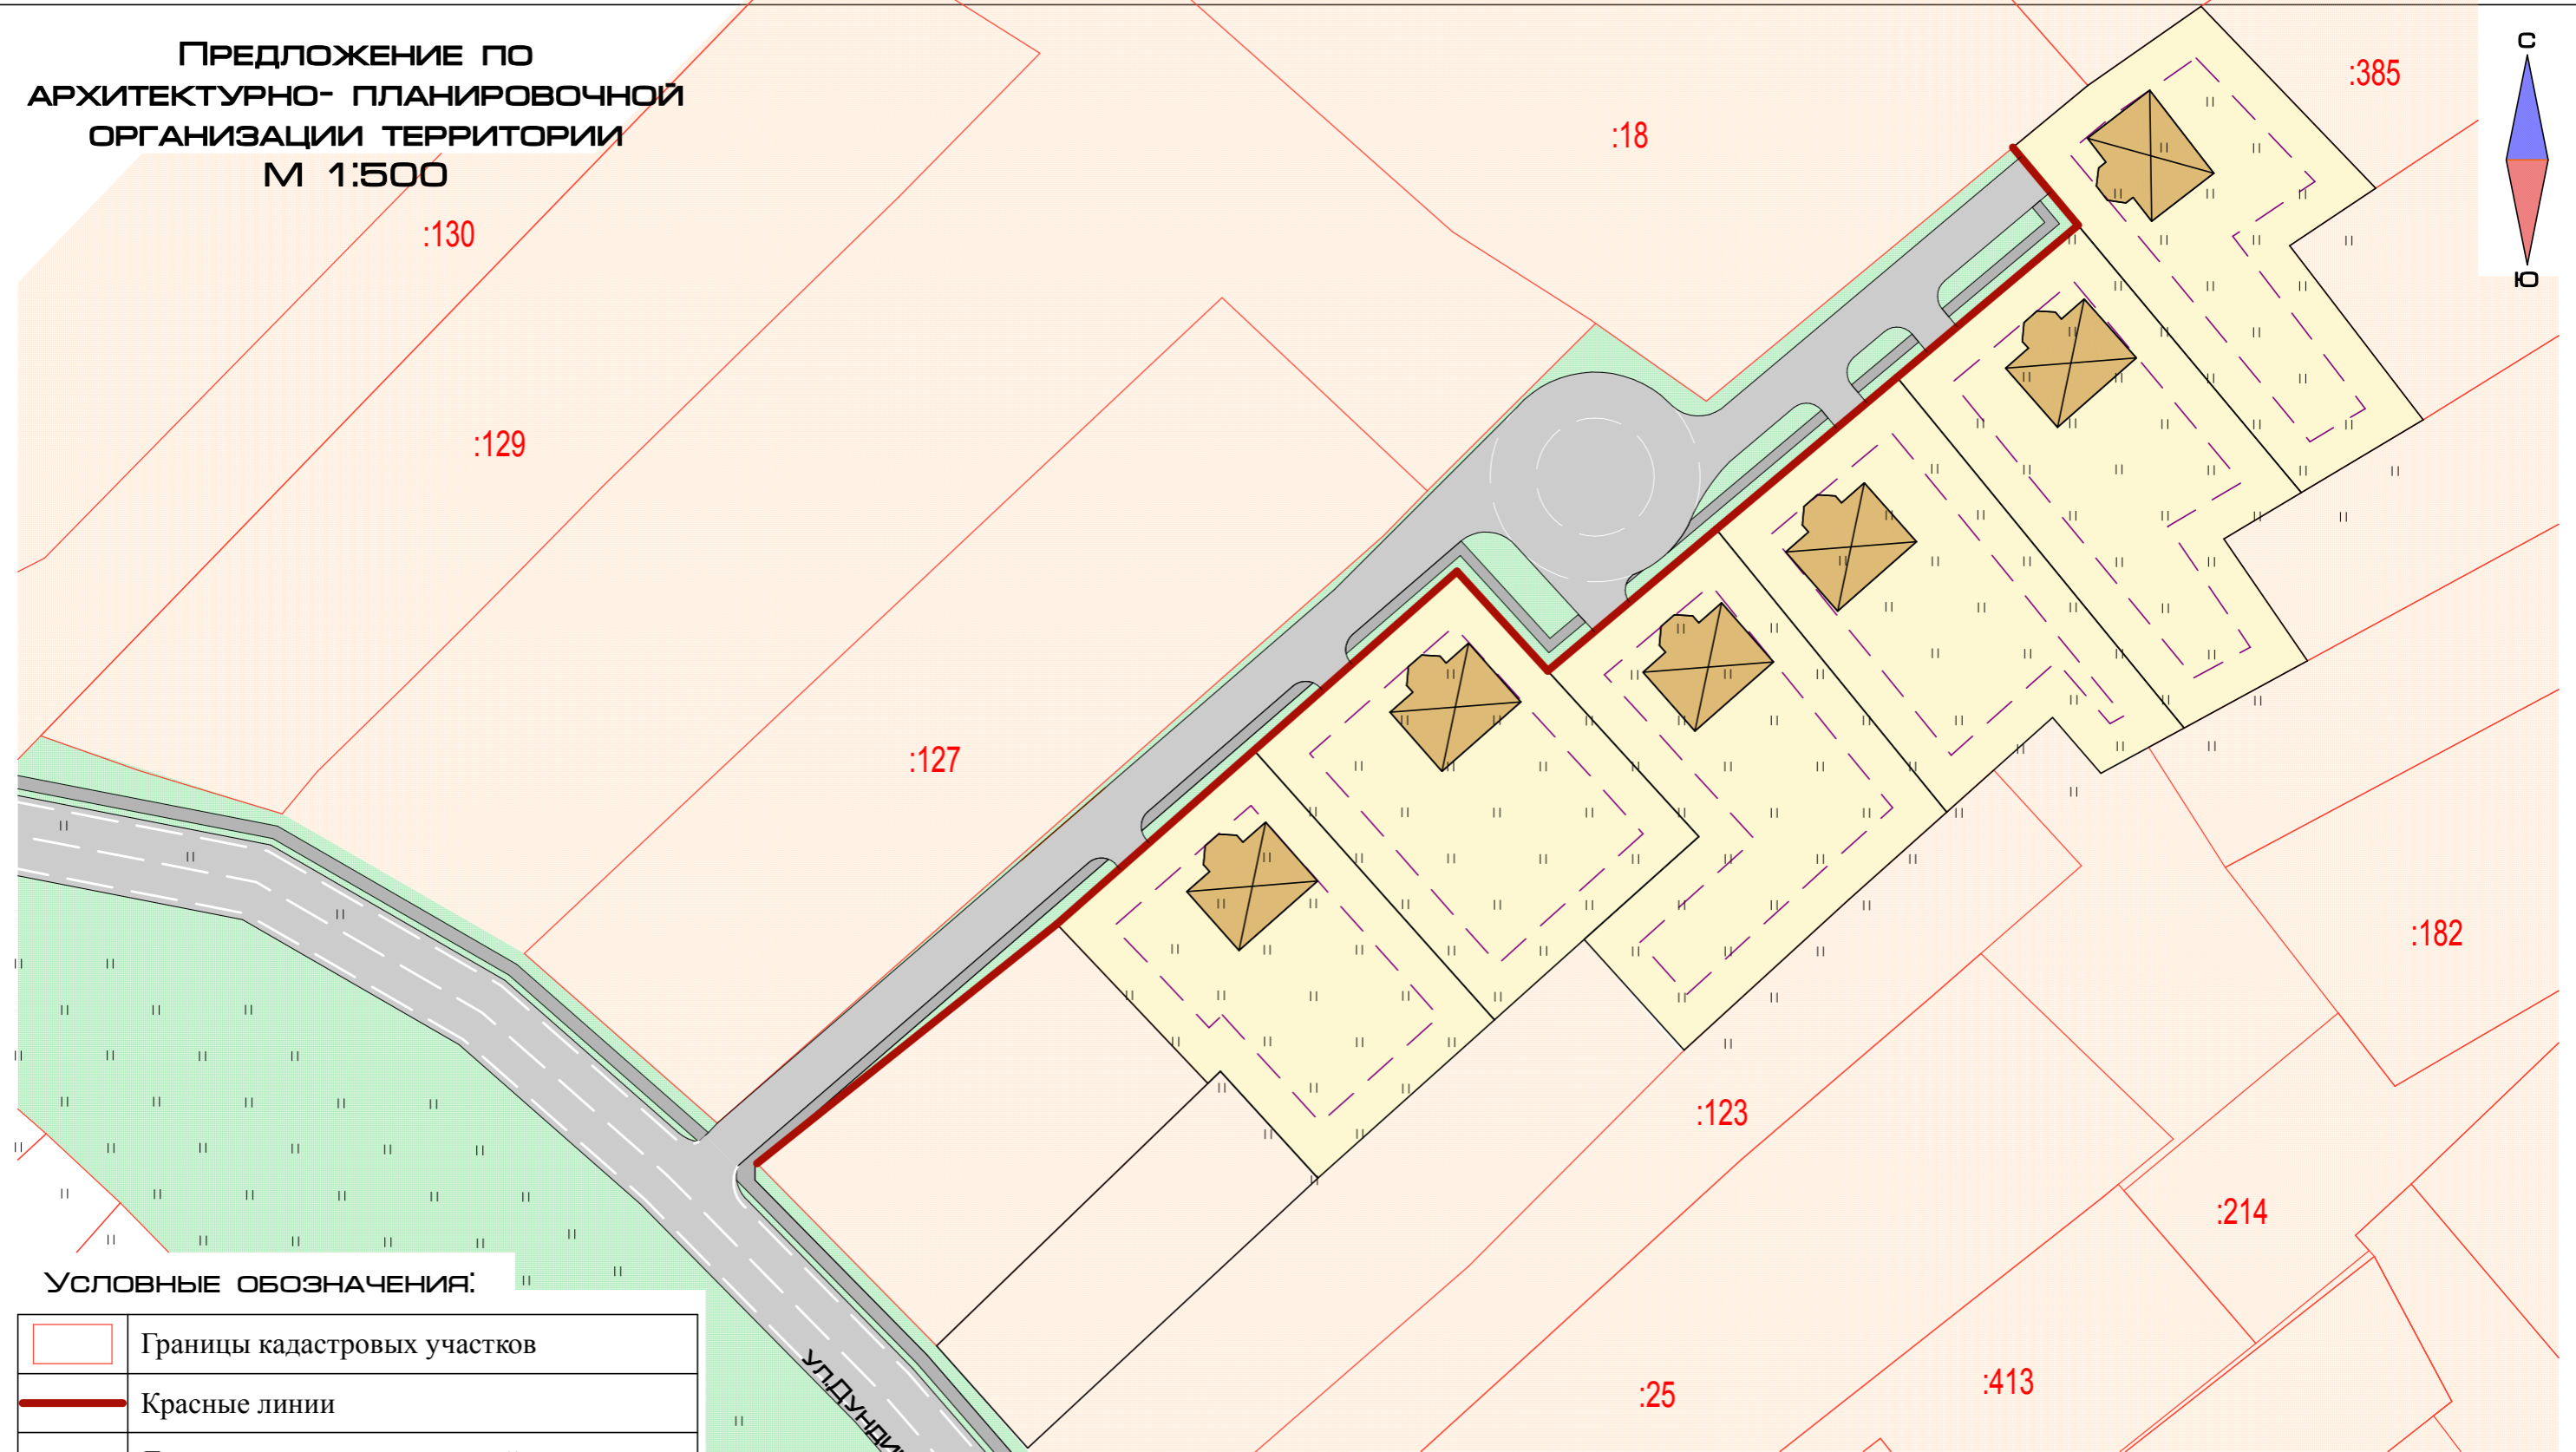 Предложение по
архитектурно- планировочной
организации территории
М 1:500
С
Ю
:385
:18
:130
:129
:127
:182
:123
:214
:413
:25
Условные обозначения:
Границы кадастровых участков
Красные линии